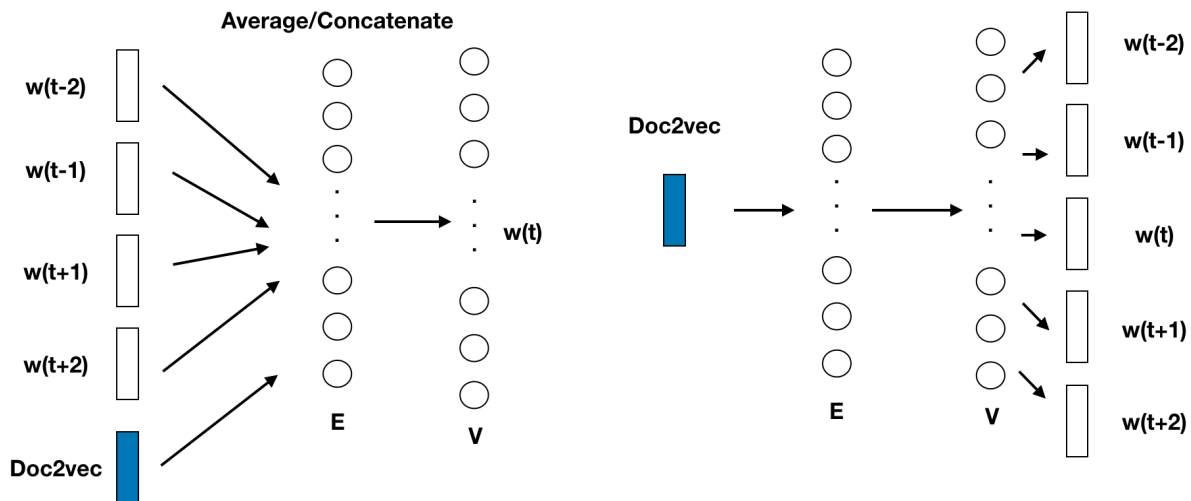 Average/Concatenate
w(t-2)
w(t-1)
w(t+1)
w(t+2)
Doc2vec
w(t)
E
V
Doc2vec
E
V
w(t-2)
w(t-1)
w(t)
w(t+1)
w(t+2)